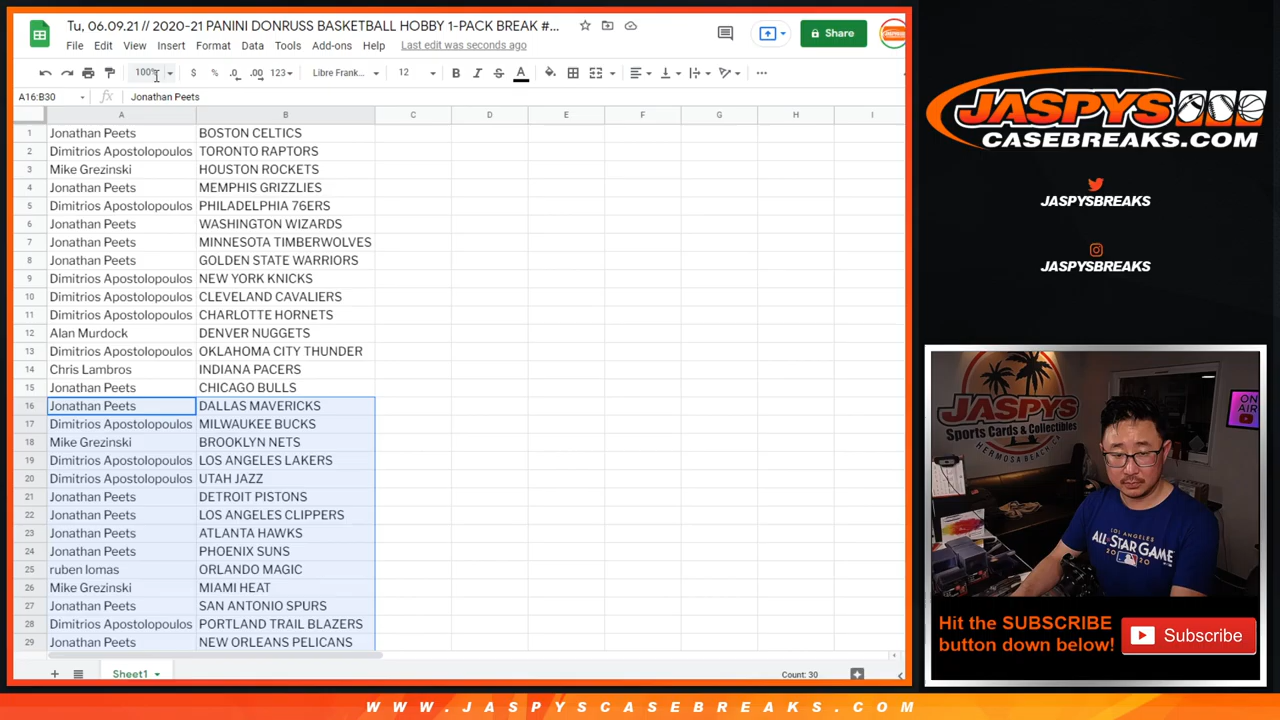 Tu, 06.09.21 // 2020-21 PANINI DONRUSS BASKETBALL HOBBY 1-PACK BREAK #...
File Edit View Insert Format Data Tools Add-ons Help Last edit was seconds ago
Share
100% $ % .0 .00 123 Libre Frank... 12 B I S A
A16:B30 fx Jonathan Peets
A B C D E F G H I
1 Jonathan Peets BOSTON CELTICS
2 Dimitrios Apostolopoulos TORONTO RAPTORS
3 Mike Grezinski HOUSTON ROCKETS
4 Jonathan Peets MEMPHIS GRIZZLIES
5 Dimitrios Apostolopoulos PHILADELPHIA 76ERS
6 Jonathan Peets WASHINGTON WIZARDS
7 Jonathan Peets MINNESOTA TIMBERWOLVES
8 Jonathan Peets GOLDEN STATE WARRIORS
9 Dimitrios Apostolopoulos NEW YORK KNICKS
10 Dimitrios Apostolopoulos CLEVELAND CAVALIERS
11 Dimitrios Apostolopoulos CHARLOTTE HORNETS
12 Alan Murdock DENVER NUGGETS
13 Dimitrios Apostolopoulos OKLAHOMA CITY THUNDER
14 Chris Lambros INDIANA PACERS
15 Jonathan Peets CHICAGO BULLS
16 Jonathan Peets DALLAS MAVERICKS
17 Dimitrios Apostolopoulos MILWAUKEE BUCKS
18 Mike Grezinski BROOKLYN NETS
19 Dimitrios Apostolopoulos LOS ANGELES LAKERS
20 Dimitrios Apostolopoulos UTAH JAZZ
21 Jonathan Peets DETROIT PISTONS
22 Jonathan Peets LOS ANGELES CLIPPERS
23 Jonathan Peets ATLANTA HAWKS
24 Jonathan Peets PHOENIX SUNS
25 ruben lomas ORLANDO MAGIC
26 Mike Grezinski MIAMI HEAT
27 Jonathan Peets SAN ANTONIO SPURS
28 Dimitrios Apostolopoulos PORTLAND TRAIL BLAZERS
29 Jonathan Peets NEW ORLEANS PELICANS
Sheet1
Count: 30
JASPYS
CASEBREAKS.COM
JASPYSBREAKS
JASPYSBREAKS
JASPYS
Sports Cards & Collectibles
HERMOSA BEACH, CA
ON
AIR
LOS ANGELES
ALL-STAR GAME
2020
Hit the SUBSCRIBE
button down below!
Subscribe
WWW.JASPYSCASEBREAKS.COM